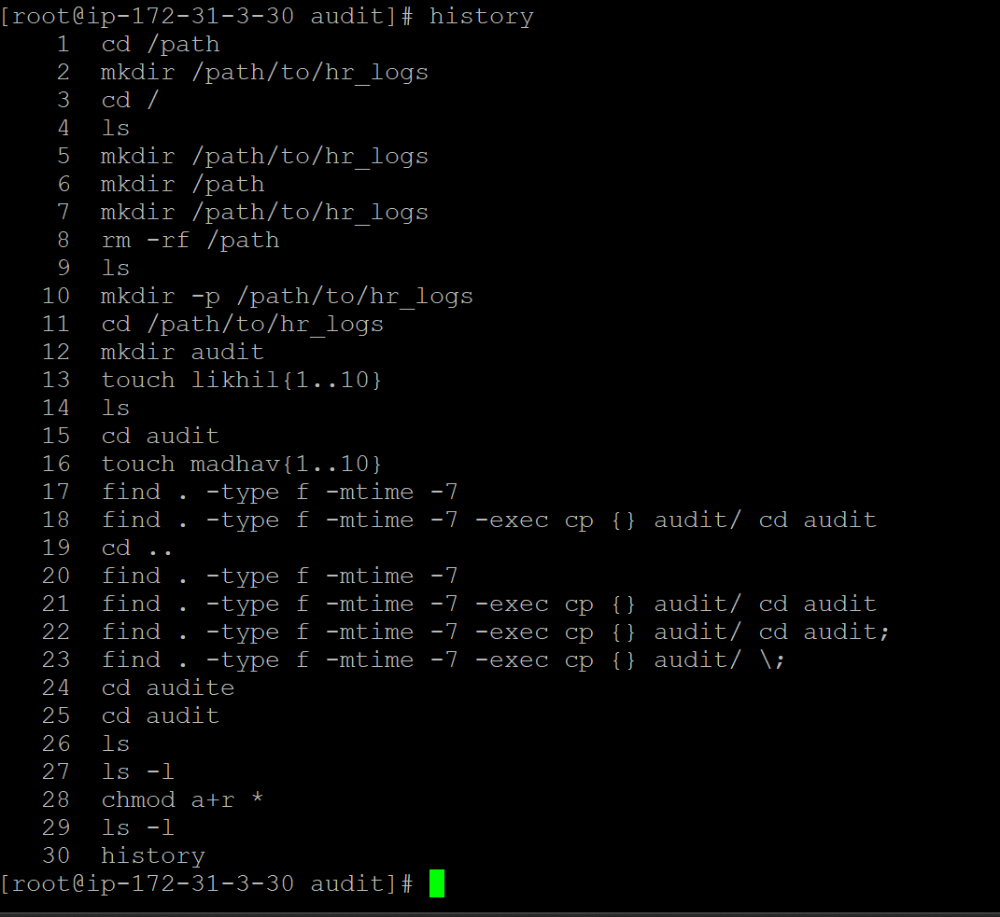 [root@ip-172-31-3-30 audit]# history
    1  cd /path
    2  mkdir /path/to/hr_logs
    3  cd /
    4  ls
    5  mkdir /path/to/hr_logs
    6  mkdir /path
    7  mkdir /path/to/hr_logs
    8  rm -rf /path
    9  ls
   10  mkdir -p /path/to/hr_logs
   11  cd /path/to/hr_logs
   12  mkdir audit
   13  touch likhil{1..10}
   14  ls
   15  cd audit
   16  touch madhav{1..10}
   17  find . -type f -mtime -7
   18  find . -type f -mtime -7 -exec cp {} audit/ cd audit
   19  cd ..
   20  find . -type f -mtime -7
   21  find . -type f -mtime -7 -exec cp {} audit/ cd audit
   22  find . -type f -mtime -7 -exec cp {} audit/ cd audit;
   23  find . -type f -mtime -7 -exec cp {} audit/ \;
   24  cd audite
   25  cd audit
   26  ls
   27  ls -l
   28  chmod a+r *
   29  ls -l
   30  history
[root@ip-172-31-3-30 audit]#